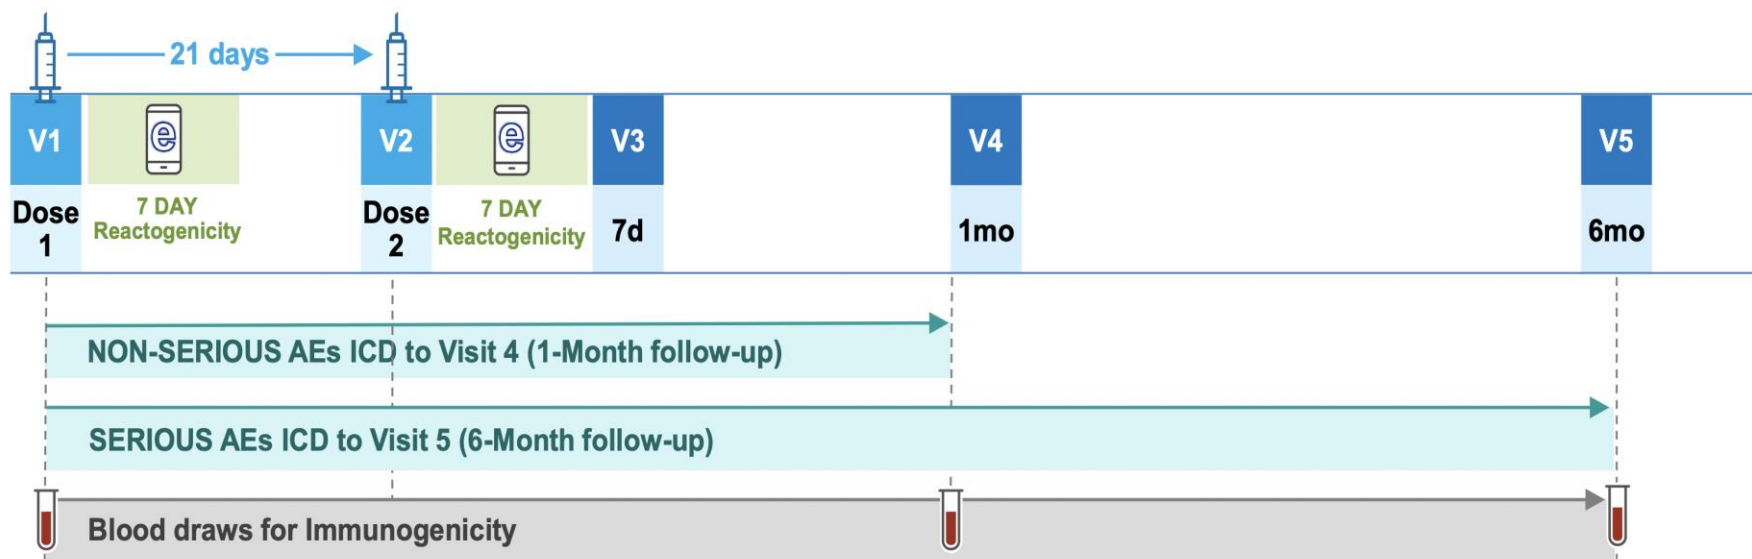 21 days
V1
e
V2
e
V3
V4
V5
Dose
1
7 DAY
Reactogenicity
Dose
2
7 DAY
Reactogenicity
7d
1mo
6mo
NON-SERIOUS AEs ICD to Visit 4 (1-Month follow-up)
SERIOUS AEs ICD to Visit 5 (6-Month follow-up)
Blood draws for Immunogenicity